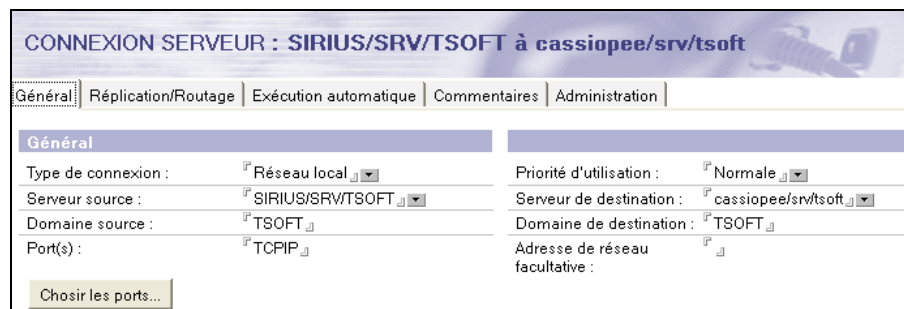 CONNEXION SERVEUR : SIRIUS/SRV/TSOFT à cassiopee/srv/tsoft
Général Réplication/Routage Exécution automatique Commentaires Administration
Général
Type de connexion : Réseau local Priorité d'utilisation : Normale
Serveur source : SIRIUS/SRV/TSOFT Serveur de destination : cassiopee/srv/tsoft
Domaine source : TSOFT Domaine de destination : TSOFT
Port(s) : TCPIP Adresse de réseau
facultative :
Chosir les ports...